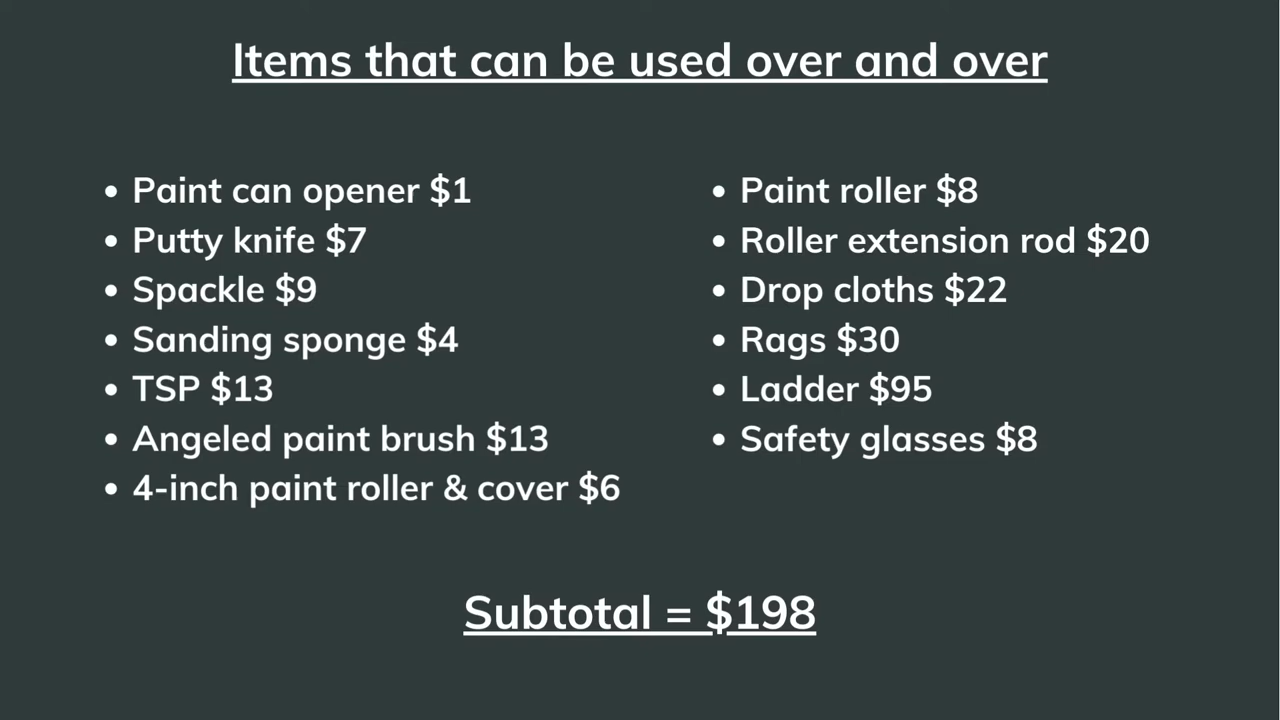 Items that can be used over and over
• Paint can opener $1
• Putty knife $7
• Spackle $9
• Sanding sponge $4
• TSP $13
• Angeled paint brush $13
• 4-inch paint roller & cover $6
• Paint roller $8
• Roller extension rod $20
• Drop cloths $22
• Rags $30
• Ladder $95
• Safety glasses $8
Subtotal = $198